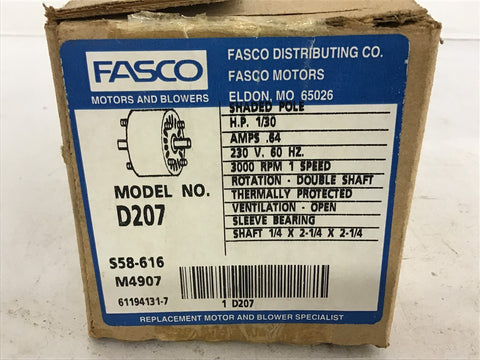 FASCO
MOTORS AND BLOWERS
FASCO DISTRIBUTING CO.
FASCO MOTORS
ELDON, MO 65026
MODEL NO.
D207
SHADED POLE
H.P. 1/30
AMPS .64
230 V. 60 HZ.
3000 RPM 1 SPEED
ROTATION - DOUBLE SHAFT
THERMALLY PROTECTED
VENTILATION - OPEN
SLEEVE BEARING
SHAFT 1/4 X 2-1/4 X 2-1/4
S58-616
M4907
61194131-7
1 D207
REPLACEMENT MOTOR AND BLOWER SPECIALIST